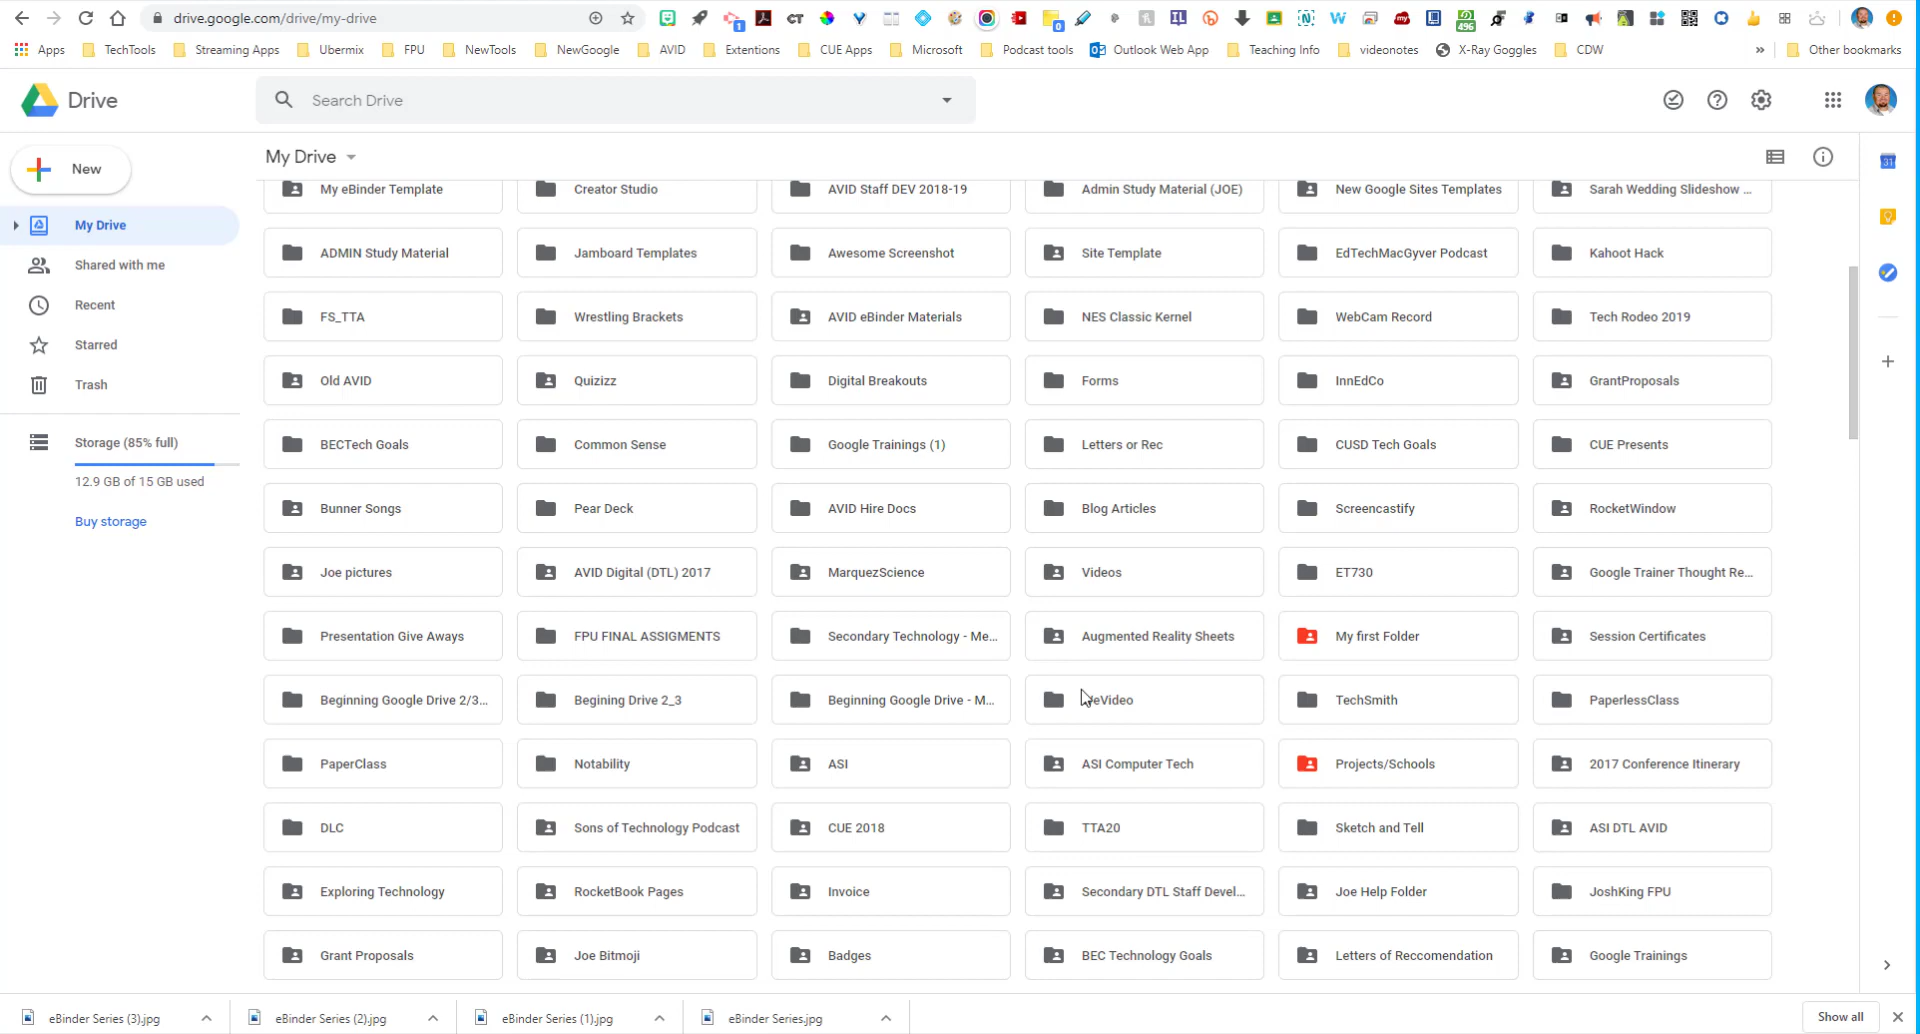 drive.google.com/drive/my-drive
Apps TechTools Streaming Apps Ubermix FPU NewTools NewGoogle AVID Extentions CUE Apps Microsoft Podcast tools Outlook Web App Teaching Info videonotes X-Ray Goggles CDW » Other bookmarks
Drive Search Drive
New My Drive
My eBinder Template Creator Studio AVID Staff DEV 2018-19 Admin Study Material (JOE) New Google Sites Templates Sarah Wedding Slideshow ...
My Drive
ADMIN Study Material Jamboard Templates Awesome Screenshot Site Template EdTechMacGyver Podcast Kahoot Hack
Shared with me
Recent
FS_TTA Wrestling Brackets AVID eBinder Materials NES Classic Kernel WebCam Record Tech Rodeo 2019
Starred
Trash
Old AVID Quizizz Digital Breakouts Forms InnEdCo GrantProposals
Storage (85% full)
BECTech Goals Common Sense Google Trainings (1) Letters or Rec CUSD Tech Goals CUE Presents
12.9 GB of 15 GB used
Bunner Songs Pear Deck AVID Hire Docs Blog Articles Screencastify RocketWindow
Buy storage
Joe pictures AVID Digital (DTL) 2017 MarquezScience Videos ET730 Google Trainer Thought Re...
Presentation Give Aways FPU FINAL ASSIGMENTS Secondary Technology - Me... Augmented Reality Sheets My first Folder Session Certificates
Beginning Google Drive 2/3... Begining Drive 2_3 Beginning Google Drive - M... eVideo TechSmith PaperlessClass
PaperClass Notability ASI ASI Computer Tech Projects/Schools 2017 Conference Itinerary
DLC Sons of Technology Podcast CUE 2018 TTA20 Sketch and Tell ASI DTL AVID
Exploring Technology RocketBook Pages Invoice Secondary DTL Staff Devel... Joe Help Folder JoshKing FPU
Grant Proposals Joe Bitmoji Badges BEC Technology Goals Letters of Reccomendation Google Trainings
eBinder Series (3).jpg eBinder Series (2).jpg eBinder Series (1).jpg eBinder Series.jpg Show all